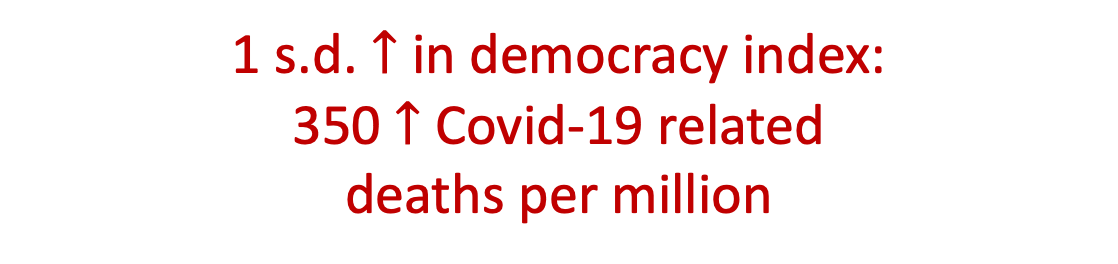 1 s.d. ↑ in democracy index:
350 ↑ Covid-19 related
deaths per million